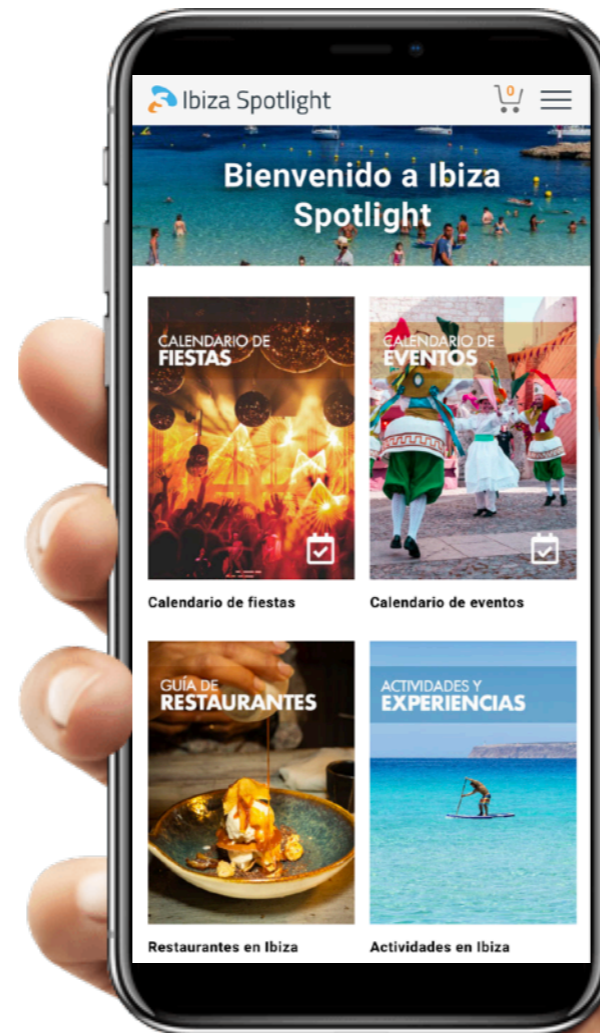 Ibiza Spotlight
0
Bienvenido a Ibiza
Spotlight
CALENDARIO DE
FIESTAS
CALENDARIO DE
EVENTOS
Calendario de fiestas
Calendario de eventos
GUÍA DE
RESTAURANTES
ACTIVIDADES Y
EXPERIENCIAS
Restaurantes en Ibiza
Actividades en Ibiza